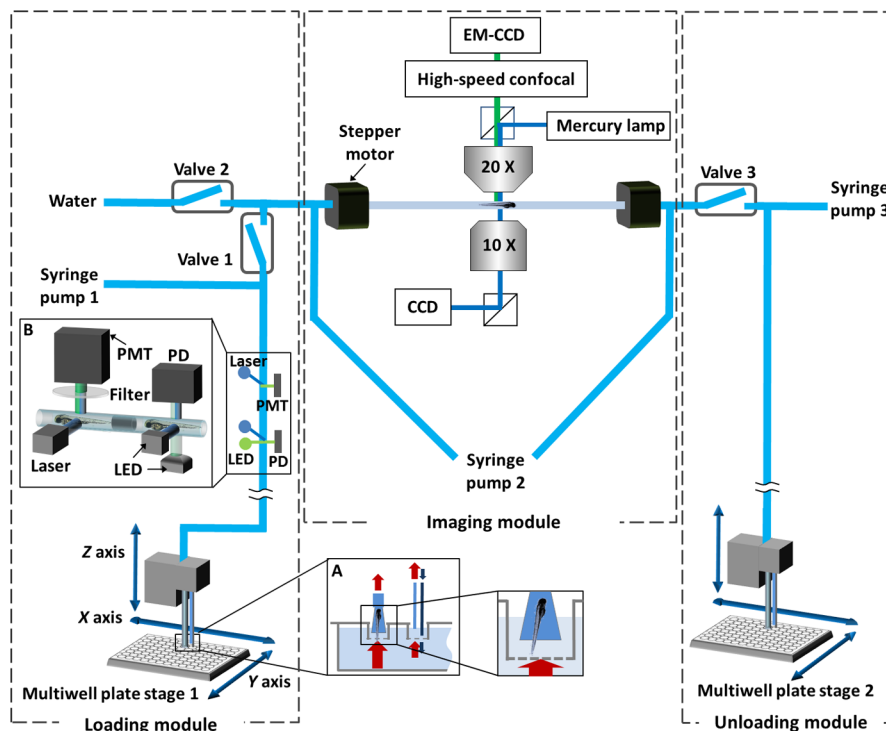 EM-CCD
High-speed confocal
Mercury lamp
Stepper
motor
20 X
10 X
CCD
Valve 2
Water
Valve 1
Syringe
pump 1
Valve 3
Syringe
pump 3
B
PMT
PD
Filter
Laser
LED
Laser
PMT
LED
PD
Syringe
pump 2
Imaging module
Z axis
X axis
Y axis
A
Multiwell plate stage 1
Loading module
Multiwell plate stage 2
Unloading module